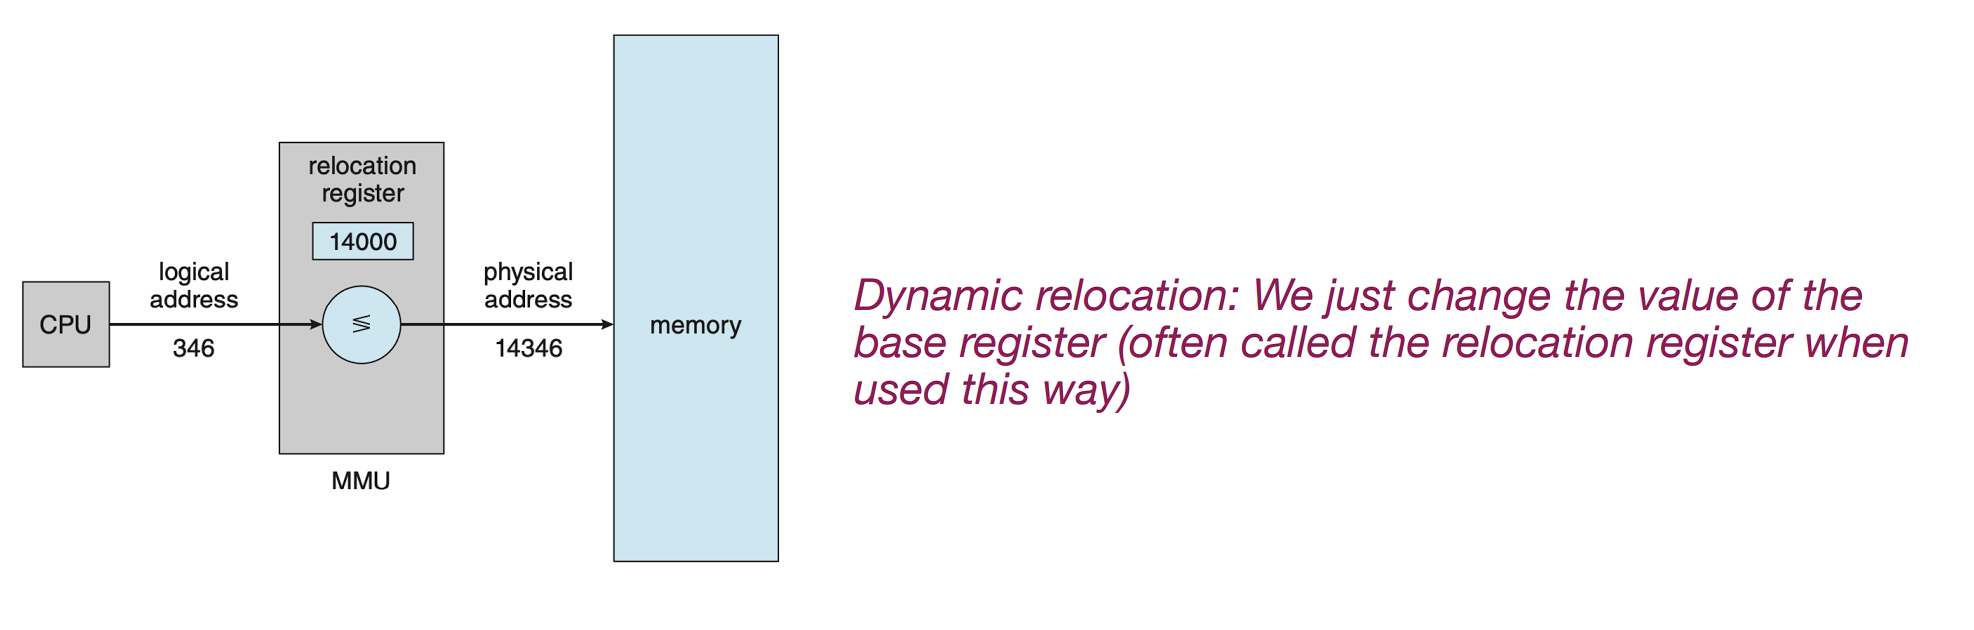 relocation
register
14000
logical
address
physical
address
CPU
≶
memory
346
14346
MMU
Dynamic relocation: We just change the value of the
base register (often called the relocation register when
used this way)